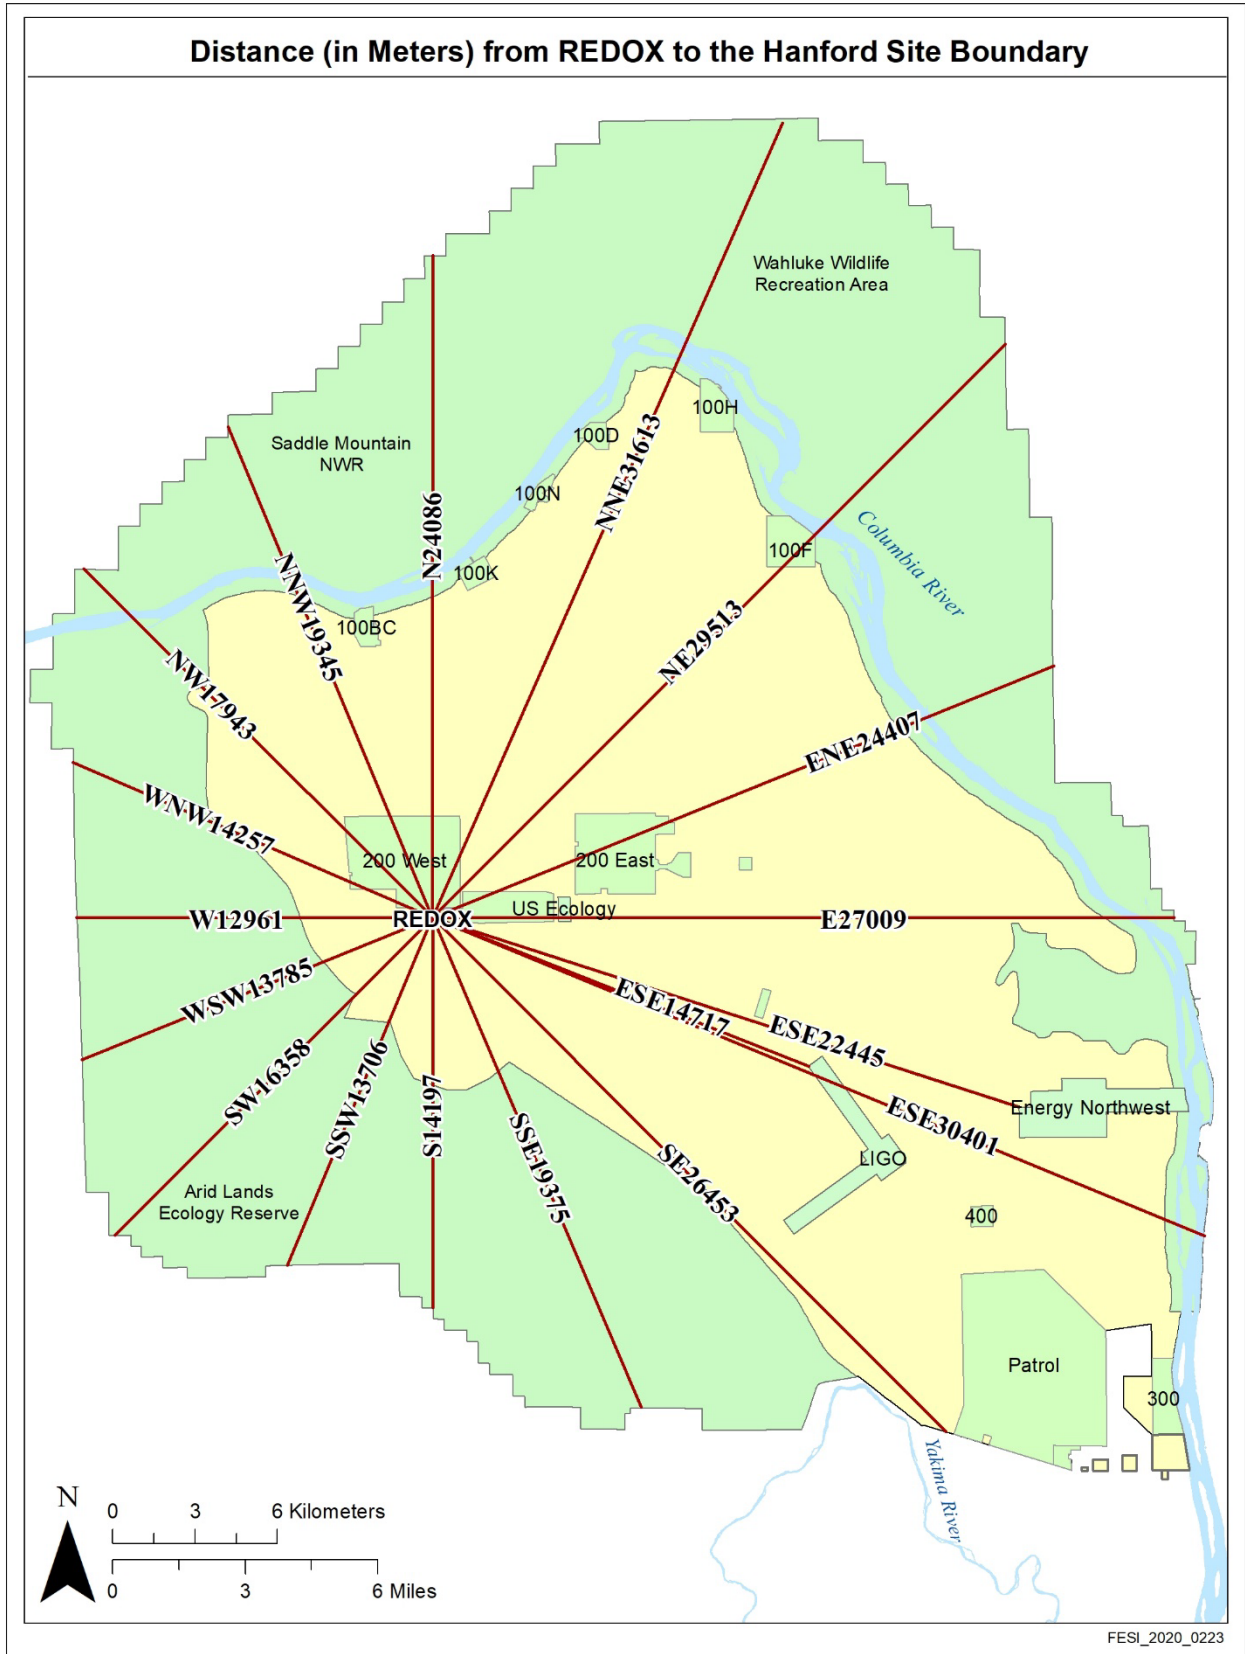 Distance (in Meters) from REDOX to the Hanford Site Boundary
Wahluke Wildlife
Recreation Area
Saddle Mountain
NWR
100H
100D
100N
100K
100F
100BC
Columbia River
N24086
NNE31613
NNW19345
NE29513
NW17943
ENE24407
WNW14257
200 West
200 East
US Ecology
W12961
REDOX
E27009
WSW13785
ESE14717
ESE22445
SW16358
SSW13706
S14197
SSE19375
SE26453
ESE30401
Energy Northwest
LIGO
400
Arid Lands
Ecology Reserve
Patrol
300
Yakima River
N
0 3 6 Kilometers
0 3 6 Miles
FESI_2020_0223